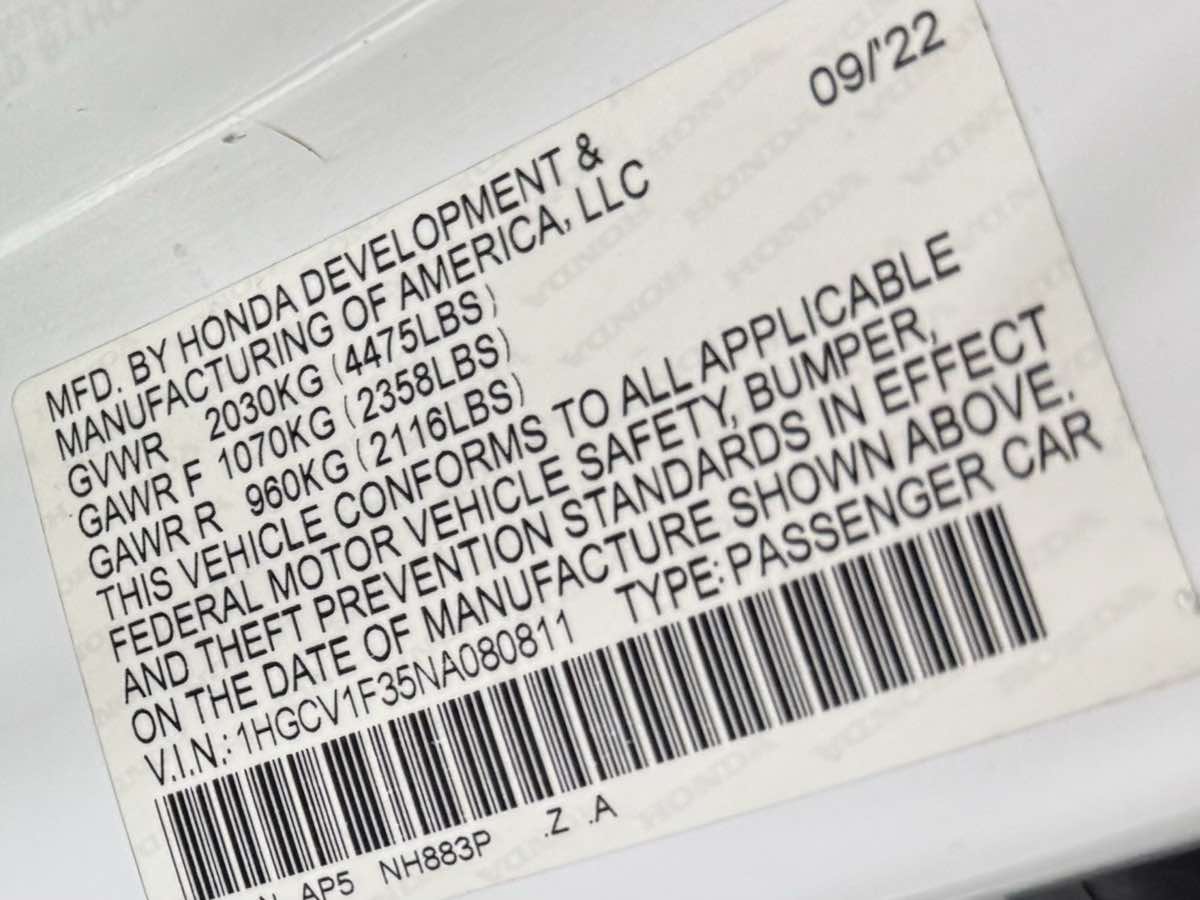 09/'22
MFD. BY HONDA DEVELOPMENT &
MANUFACTURING OF AMERICA, LLC
GVWR 2030KG (4475LBS)
GAWR F 1070KG (2358LBS)
GAWR R 960KG (2116LBS)
THIS VEHICLE CONFORMS TO ALL APPLICABLE
FEDERAL MOTOR VEHICLE SAFETY, BUMPER,
AND THEFT PREVENTION STANDARDS IN EFFECT
ON THE DATE OF MANUFACTURE SHOWN ABOVE.
V.I.N.: 1HGCV1F35NA080811 TYPE: PASSENGER CAR
AP5 NH883P .Z .A